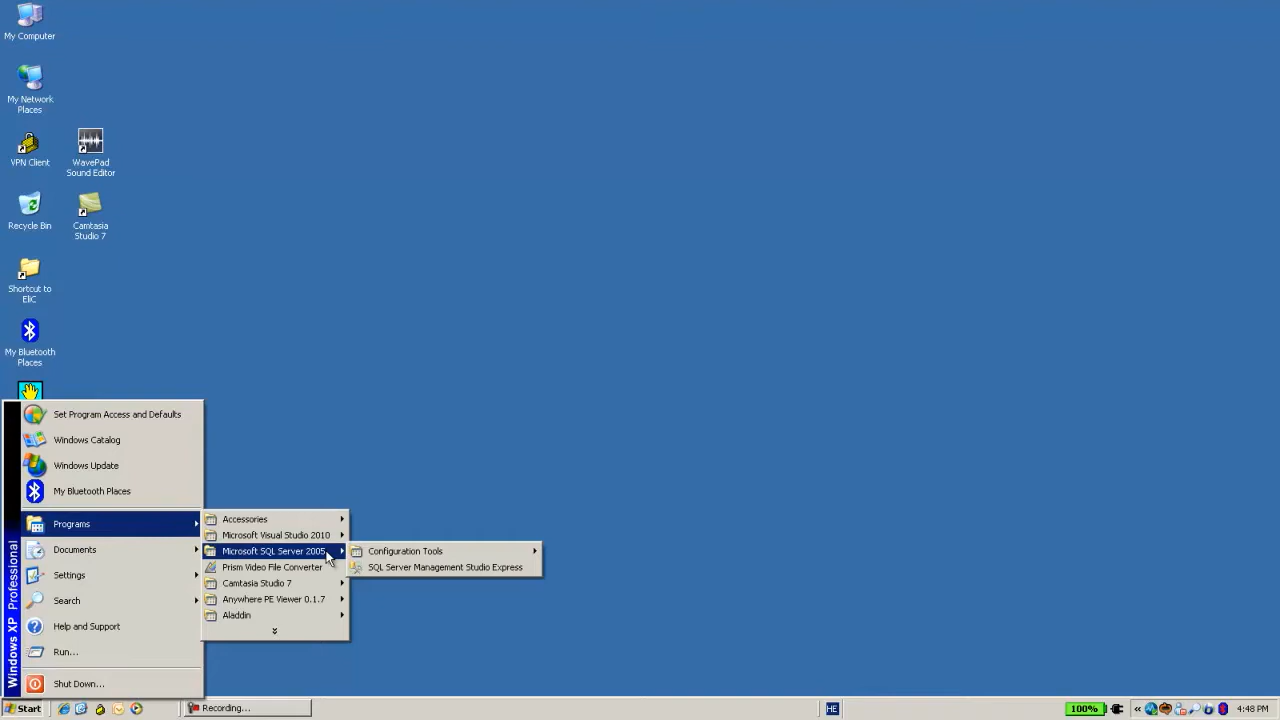 My Computer
My Network
Places
VPN Client
WavePad
Sound Editor
Recycle Bin
Camtasia
Studio 7
Shortcut to
EliC
My Bluetooth
Places
Set Program Access and Defaults
Windows Catalog
Windows Update
My Bluetooth Places
Programs
Documents
Settings
Search
Help and Support
Run...
Shut Down...
Windows XP Professional
Accessories
Microsoft Visual Studio 2010
Microsoft SQL Server 2005
Prism Video File Converter
Camtasia Studio 7
Anywhere PE Viewer 0.1.7
Aladdin
Configuration Tools
SQL Server Management Studio Express
Start
Recording...
HE
100%
4:48 PM